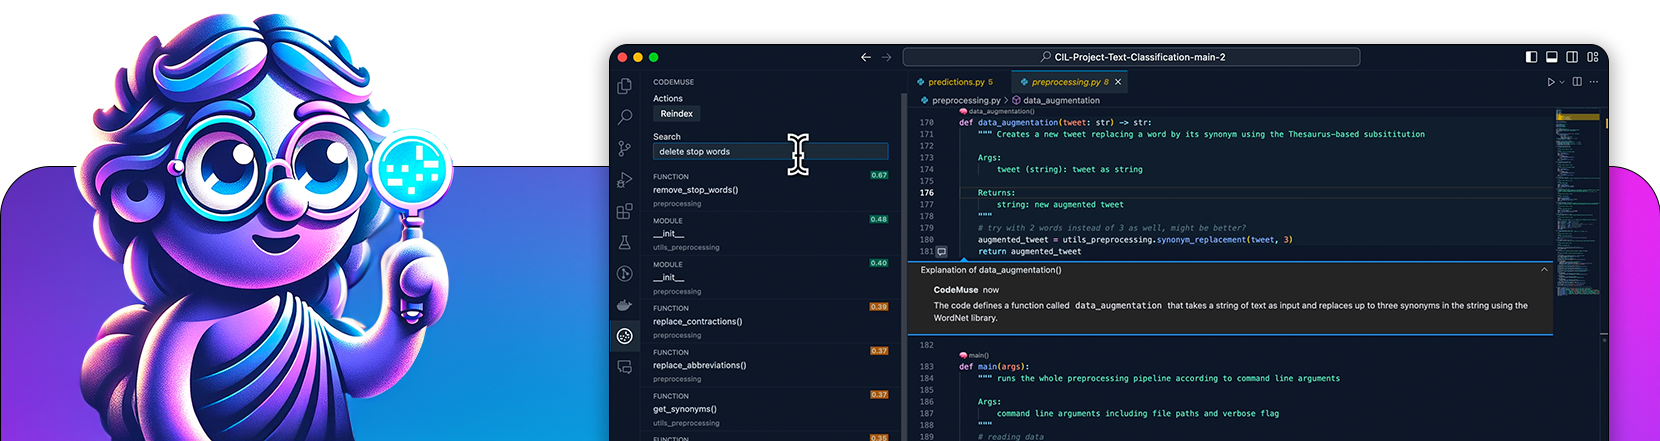 CIL-Project-Text-Classification-main-2
CODEMUSE
Actions
Reindex
Search
delete stop words
FUNCTION 0.67
remove_stop_words()
preprocessing
MODULE 0.48
__init__
utils_preprocessing
MODULE 0.40
__init__
preprocessing
FUNCTION 0.39
replace_contractions()
preprocessing
FUNCTION 0.37
replace_abbreviations()
preprocessing
FUNCTION 0.37
get_synonyms()
utils_preprocessing
FUNCTION 0.35
predictions.py 5
preprocessing.py 8
preprocessing.py > data_augmentation
data_augmentation()
170 def data_augmentation(tweet: str) -> str:
171 """ Creates a new tweet replacing a word by its synonym using the Thesaurus-based subsititution
172
173 Args:
174 tweet (string): tweet as string
175
176 Returns:
177 string: new augmented tweet
178 """
179 # try with 2 words instead of 3 as well, might be better?
180 augmented_tweet = utils_preprocessing.synonym_replacement(tweet, 3)
181 return augmented_tweet
Explanation of data_augmentation()
CodeMuse now
The code defines a function called data_augmentation that takes a string of text as input and replaces up to three synonyms in the string using the
WordNet library.
182
main()
183 def main(args):
184 """ runs the whole preprocessing pipeline according to command line arguments
185
186 Args:
187 command line arguments including file paths and verbose flag
188 """
189 # reading data